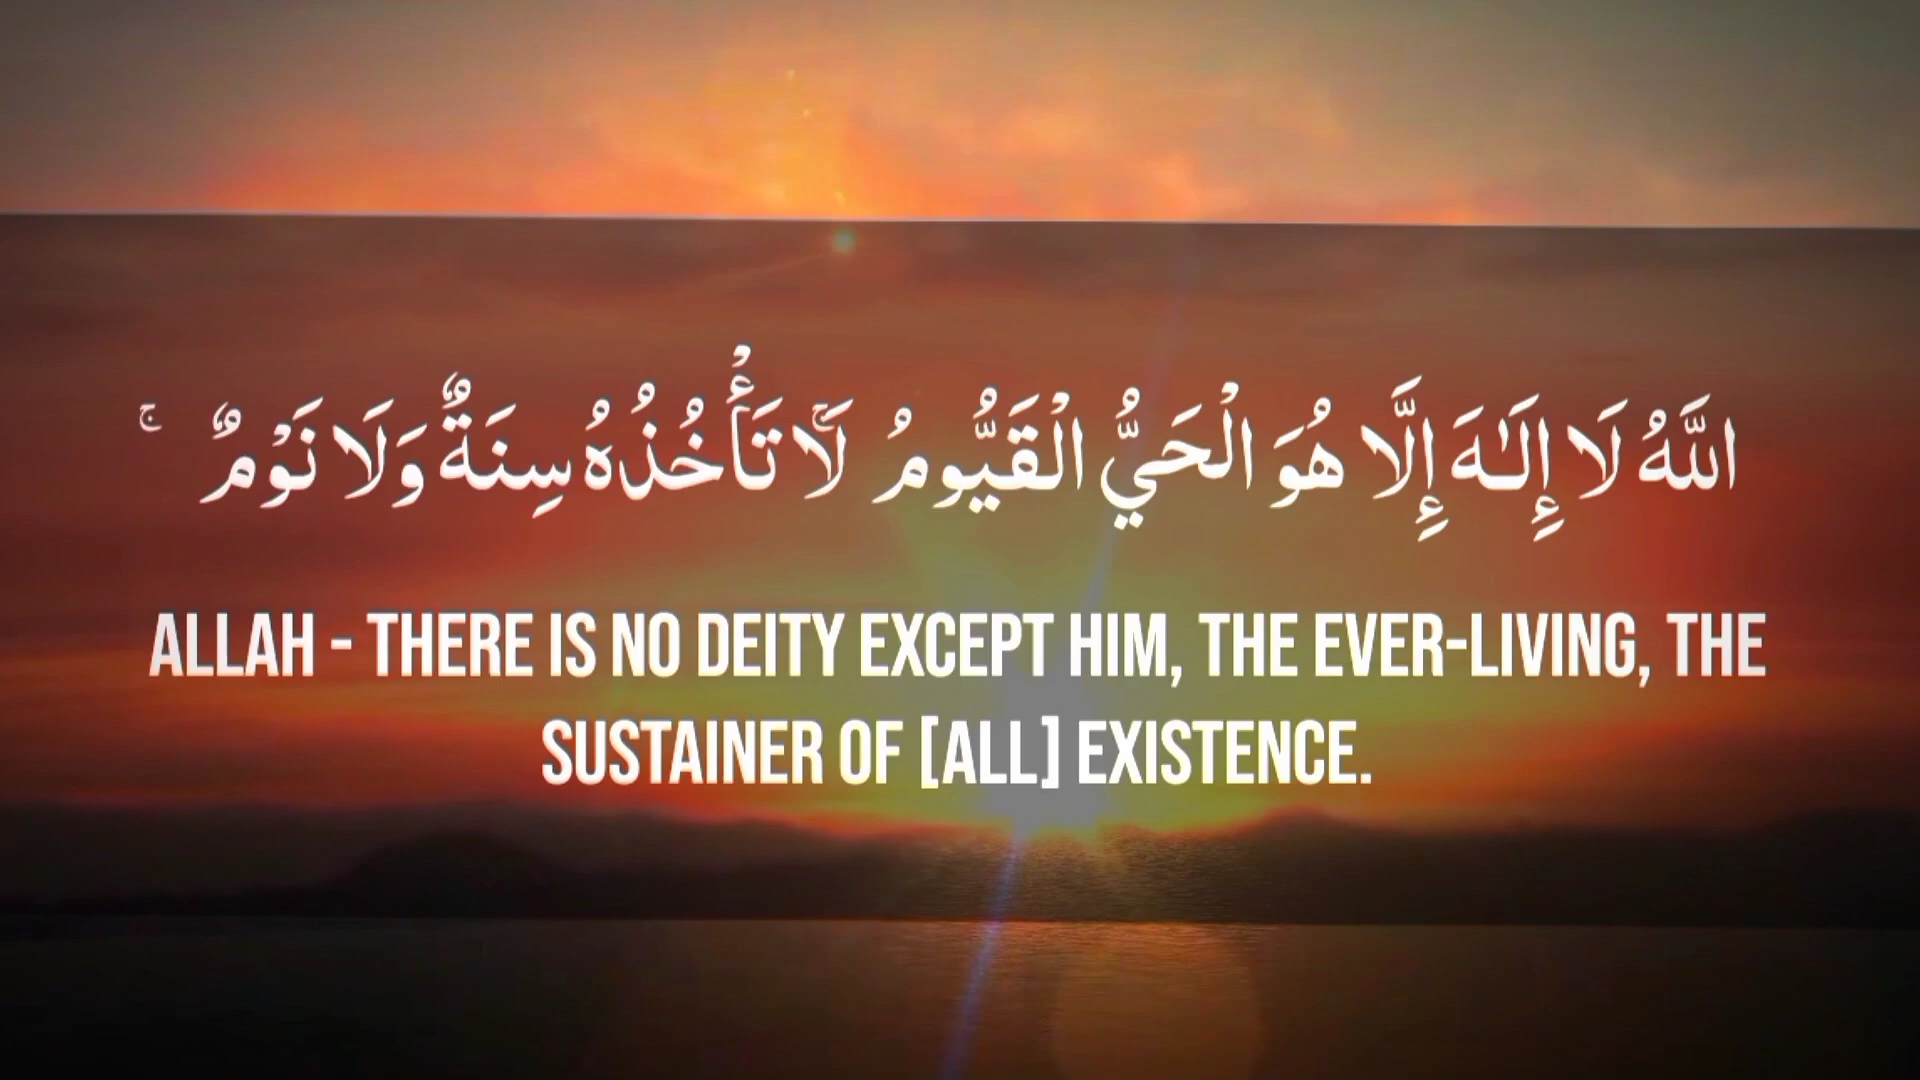 اللَّهُ لَا إِلَـٰهَ إِلَّا هُوَ الْحَيُّ الْقَيُّومُ ۚ لَا تَأْخُذُهُ سِنَةٌ وَلَا نَوْمٌ ۚ
ALLAH - THERE IS NO DEITY EXCEPT HIM, THE EVER-LIVING, THE
SUSTAINER OF [ALL] EXISTENCE.